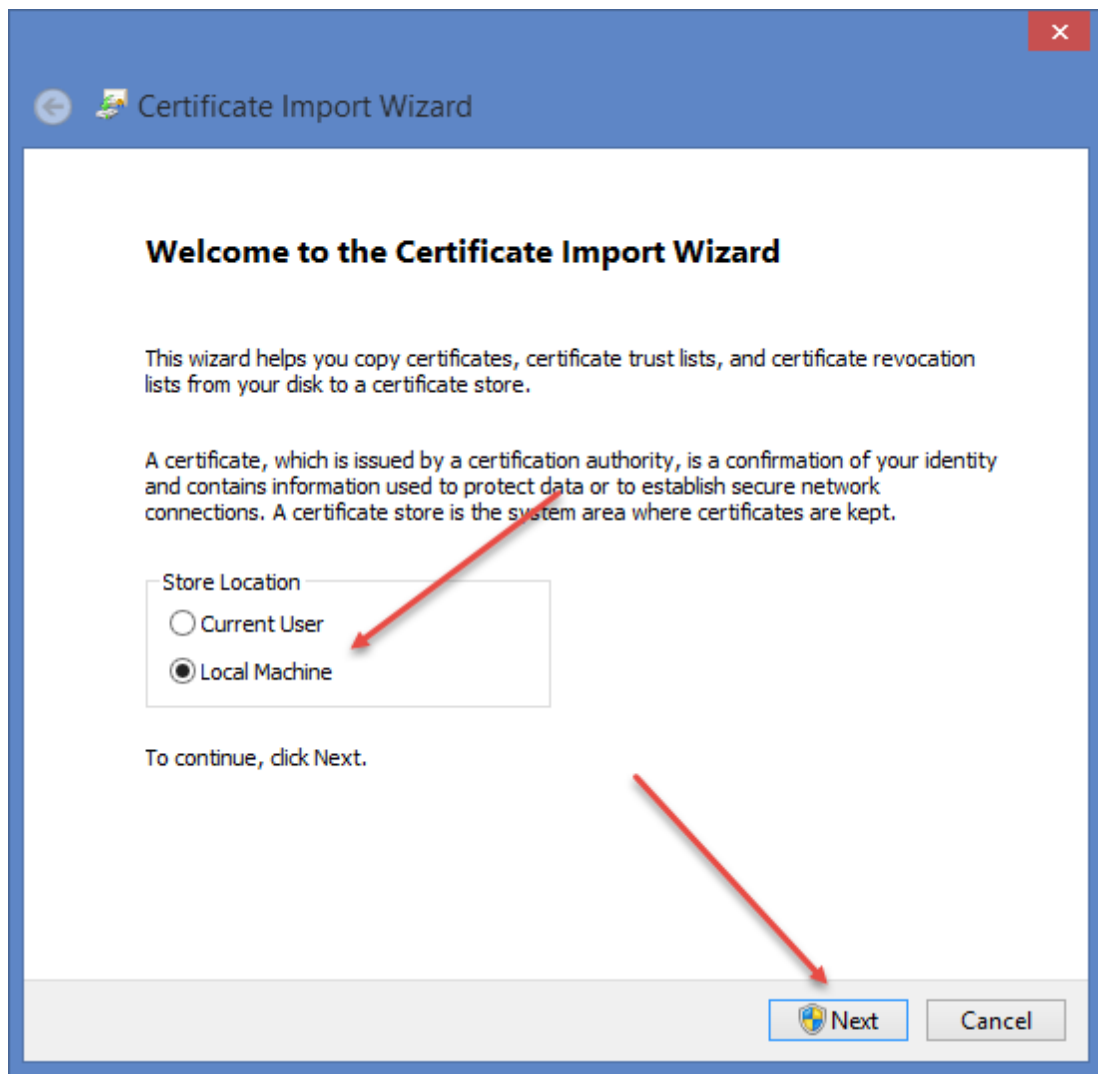 Certificate Import Wizard
Welcome to the Certificate Import Wizard
This wizard helps you copy certificates, certificate trust lists, and certificate revocation
lists from your disk to a certificate store.
A certificate, which is issued by a certification authority, is a confirmation of your identity
and contains information used to protect data or to establish secure network
connections. A certificate store is the system area where certificates are kept.
Store Location
Current User
Local Machine
To continue, click Next.
Next
Cancel